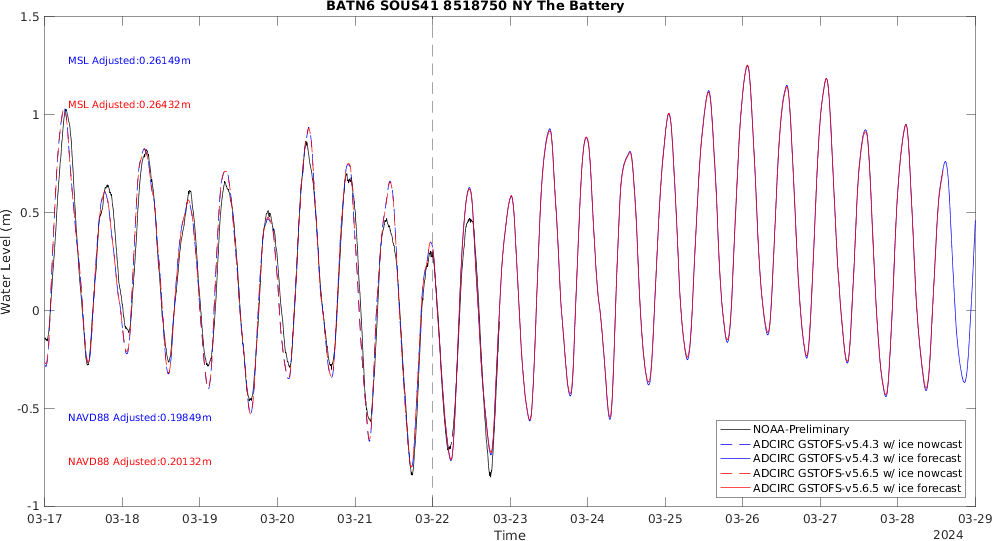 BATN6 SOUS41 8518750 NY The Battery
1.5
1
0.5
0
-0.5
-1
Water Level (m)
MSL Adjusted:0.26149m
MSL Adjusted:0.26432m
NAVD88 Adjusted:0.19849m
NAVD88 Adjusted:0.20132m
NOAA-Preliminary
ADCIRC GSTOFS-v5.4.3 w/ ice nowcast
ADCIRC GSTOFS-v5.4.3 w/ ice forecast
ADCIRC GSTOFS-v5.6.5 w/ ice nowcast
ADCIRC GSTOFS-v5.6.5 w/ ice forecast
03-17 03-18 03-19 03-20 03-21 03-22 03-23 03-24 03-25 03-26 03-27 03-28 03-29
Time
2024